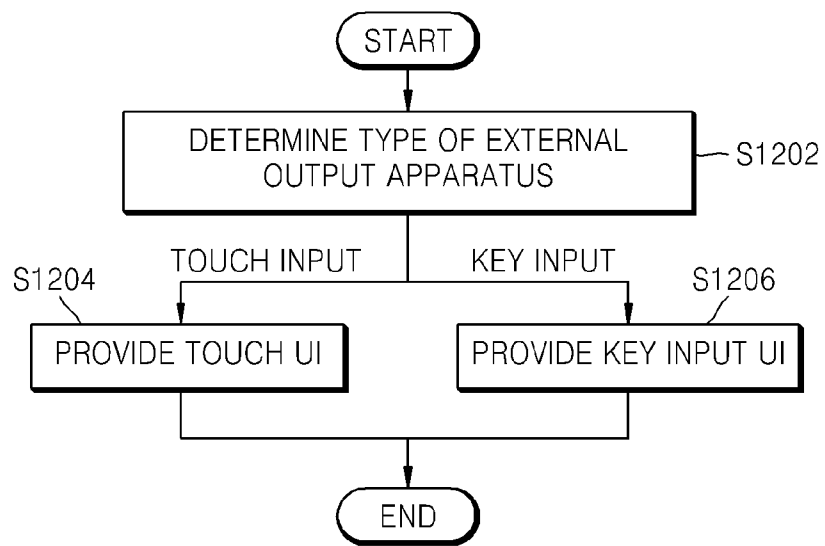 START
DETERMINE TYPE OF EXTERNAL
OUTPUT APPARATUS
S1202
TOUCH INPUT
KEY INPUT
S1204
S1206
PROVIDE TOUCH UI
PROVIDE KEY INPUT UI
END